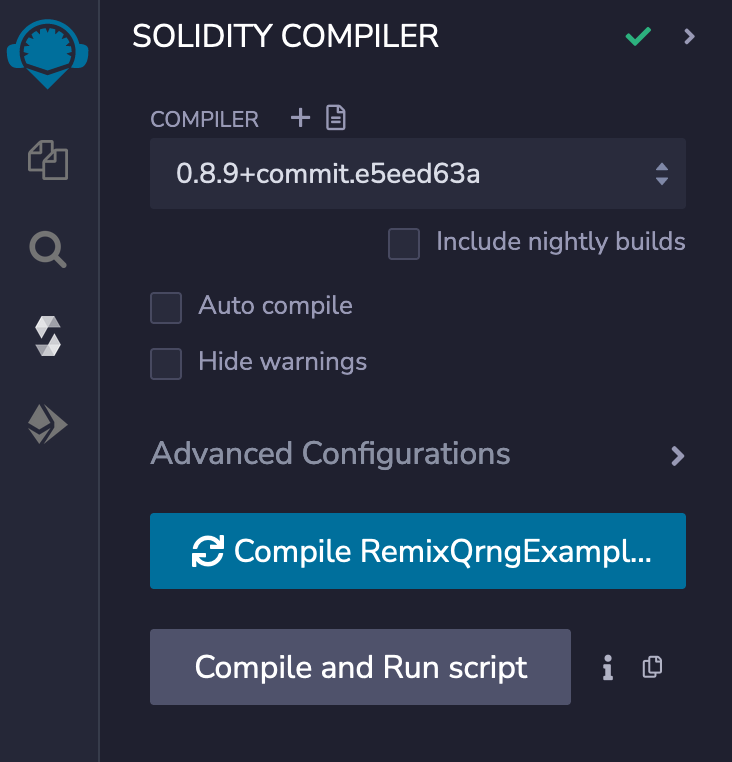 SOLIDITY COMPILER
COMPILER
0.8.9+commit.e5eed63a
Include nightly builds
Auto compile
Hide warnings
Advanced Configurations
Compile RemixQrngExampl...
Compile and Run script